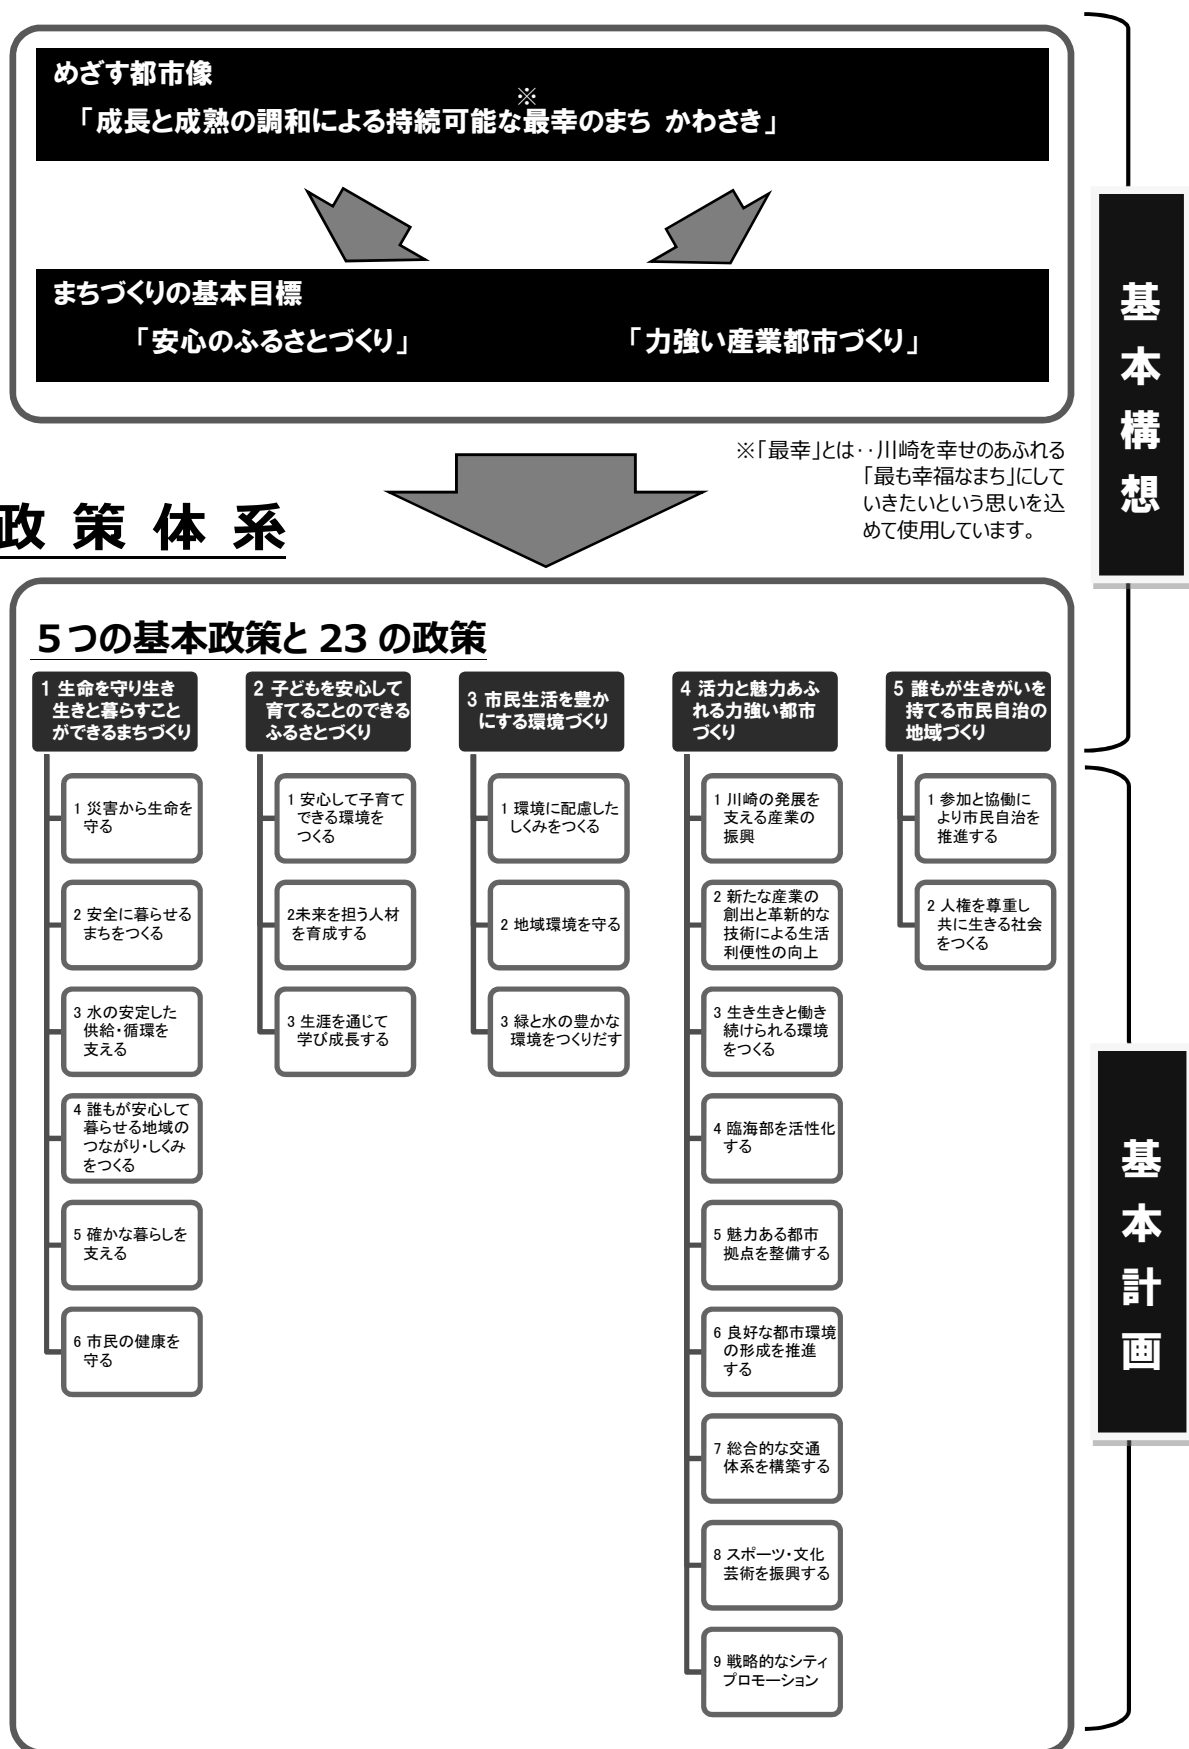 めざす都市像
※
「成長と成熟の調和による持続可能な最幸のまち かわさき」
まちづくりの基本目標
「安心のふるさとづくり」
「力強い産業都市づくり」
基本構想
※「最幸」とは‥川崎を幸せのあふれる
「最も幸福なまち」にして
いきたいという思いを込
めて使用しています。
政策体系
5つの基本政策と 23 の政策
1 生命を守り生き
生きと暮らすこと
ができるまちづくり
1 災害から生命を
守る
2 安全に暮らせる
まちをつくる
3 水の安定した
供給・循環を
支える
4 誰もが安心して
暮らせる地域の
つながり・しくみ
をつくる
5 確かな暮らしを
支える
6 市民の健康を
守る
2 子どもを安心して
育てることのできる
ふるさとづくり
1 安心して子育て
できる環境を
つくる
2未来を担う人材
を育成する
3 生涯を通じて
学び成長する
3 市民生活を豊か
にする環境づくり
1 環境に配慮した
しくみをつくる
2 地域環境を守る
3 緑と水の豊かな
環境をつくりだす
4 活力と魅力あふ
れる力強い都市
づくり
1 川崎の発展を
支える産業の
振興
2 新たな産業の
創出と革新的な
技術による生活
利便性の向上
3 生き生きと働き
続けられる環境
をつくる
4 臨海部を活性化
する
5 魅力ある都市
拠点を整備する
6 良好な都市環境
の形成を推進
する
7 総合的な交通
体系を構築する
8 スポーツ・文化
芸術を振興する
9 戦略的なシティ
プロモーション
5 誰もが生きがいを
持てる市民自治の
地域づくり
1 参加と協働に
より市民自治を
推進する
2 人権を尊重し
共に生きる社会
をつくる
基本計画